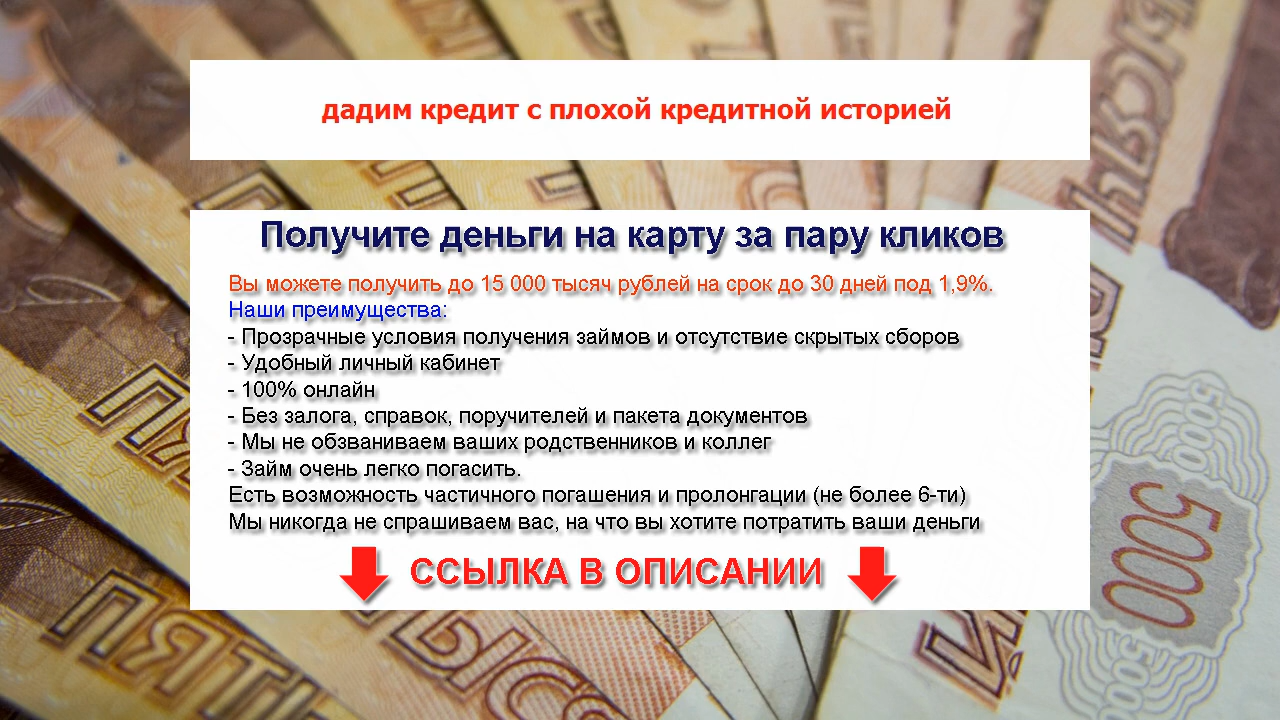 дадим кредит с плохой кредитной историей
Получите деньги на карту за пару кликов
Вы можете получить до 15 000 тысяч рублей на срок до 30 дней под 1,9%.
Наши преимущества:
- Прозрачные условия получения займов и отсутствие скрытых сборов
- Удобный личный кабинет
- 100% онлайн
- Без залога, справок, поручителей и пакета документов
- Мы не обзваниваем ваших родственников и коллег
- Займ очень легко погасить.
Есть возможность частичного погашения и пролонгации (не более 6-ти)
Мы никогда не спрашиваем вас, на что вы хотите потратить ваши деньги
ССЫЛКА В ОПИСАНИИ
5000
5000
5000